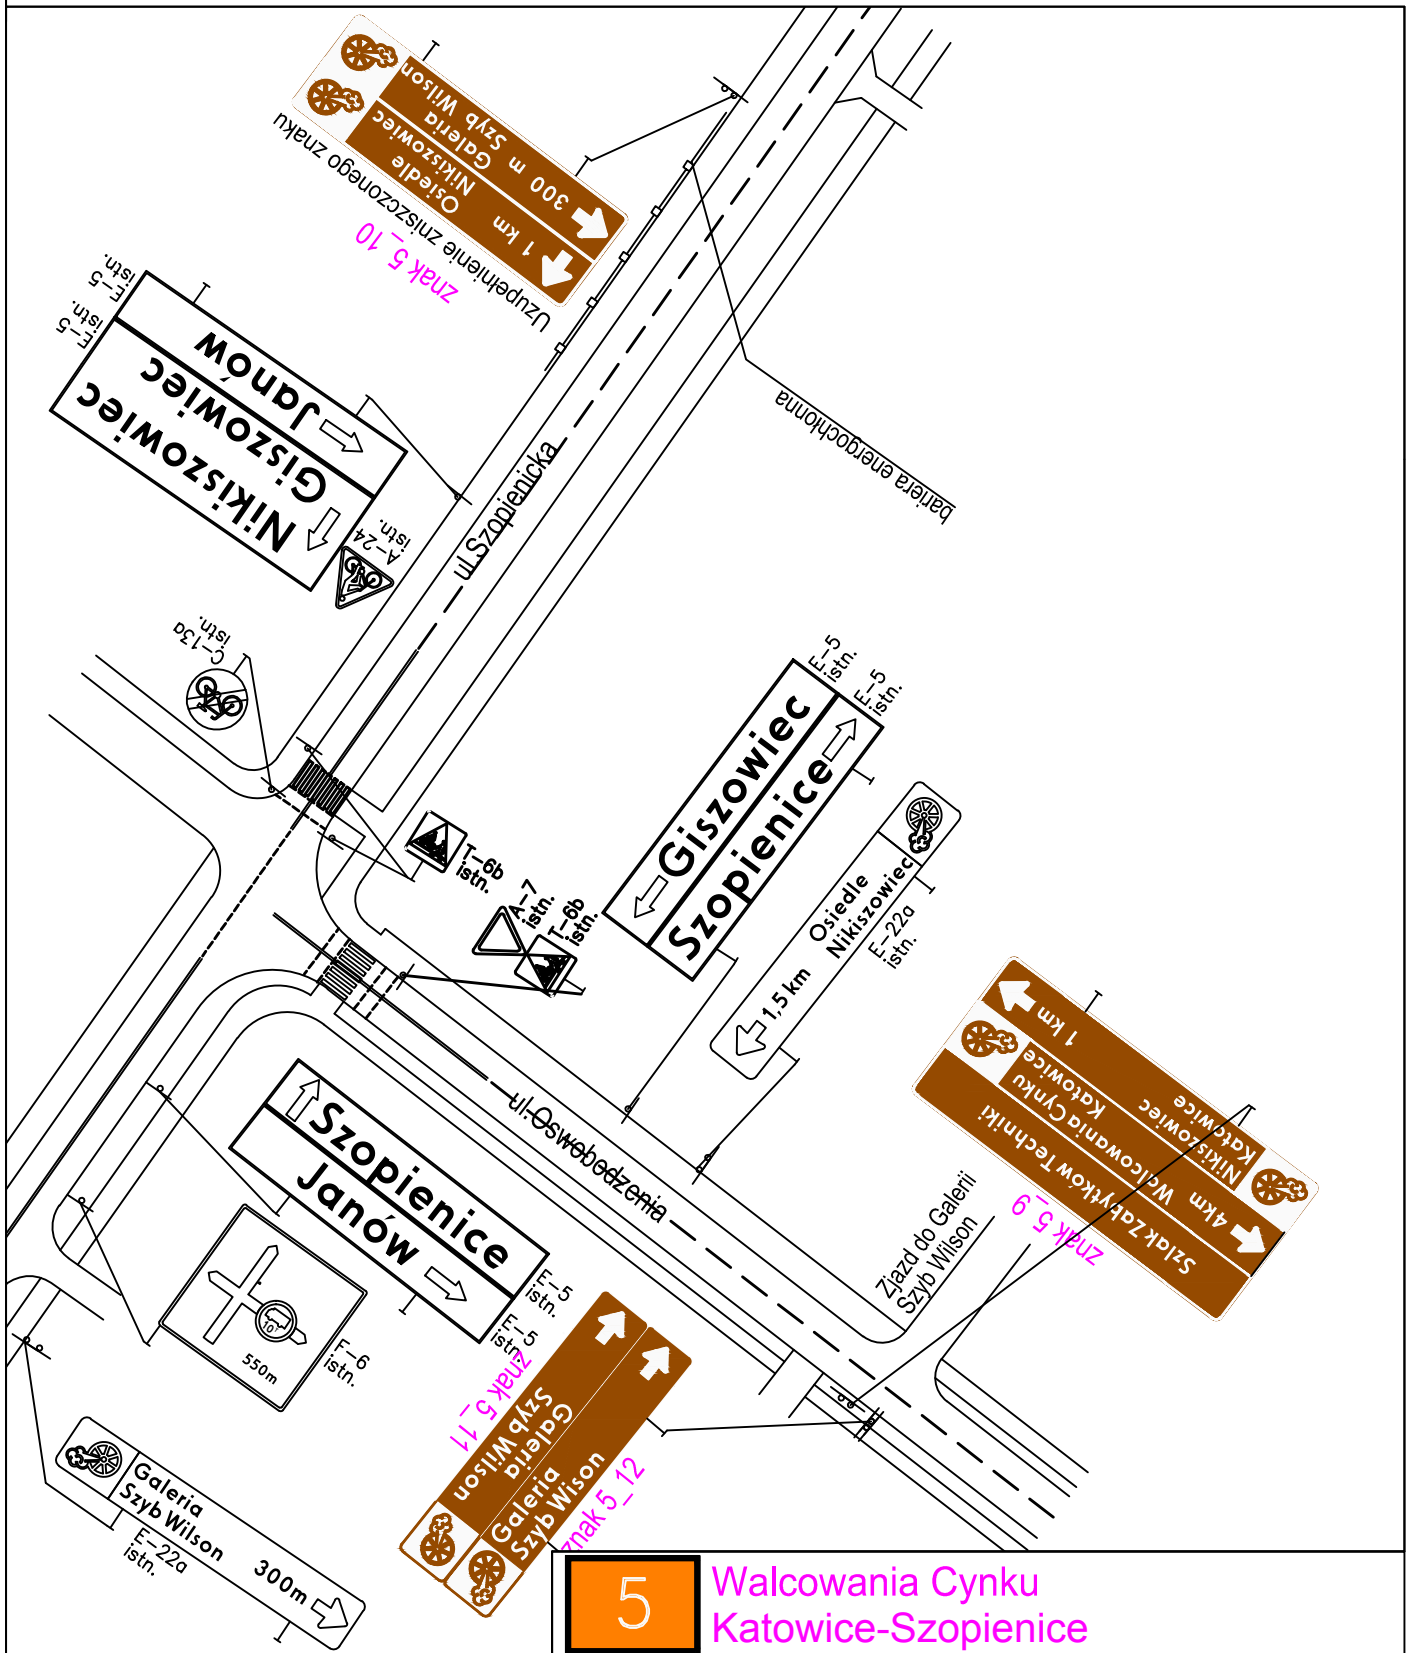 Galeria
Szyb Wilson
300 m
Osiedle
Nikiszowiec
1 km
Uzupełnienie zniszczonego znaku
znak 5_10
E-5
istn.
E-5
istn.
Janów
Giszowiec
Nikiszowiec
A-24
istn.
C-13a
istn.
ul.Szopienicka
bariera energochłonna
T-6b
istn.
A-7
istn.
T-6b
istn.
E-5
istn.
E-5
istn.
Giszowiec
Szopienice
Osiedle
Nikiszowiec
1,5 km
E-22a
istn.
1 km
Nikiszowiec
Katowice
Walcowania Cynku
Katowice
4km
Szlak Zabytków Techniki
znak 5_9
ul.Oswobodzenia
Zjazd do Galerii
Szyb Wilson
Szopienice
Janów
E-5
istn.
E-5
istn.
10T
550m
F-6
istn.
znak 5_11
Galeria
Szyb Wilson
Galeria
Szyb Wison
znak 5_12
Galeria
Szyb Wilson
300m
E-22a
istn.
5
Walcowania Cynku
Katowice-Szopienice